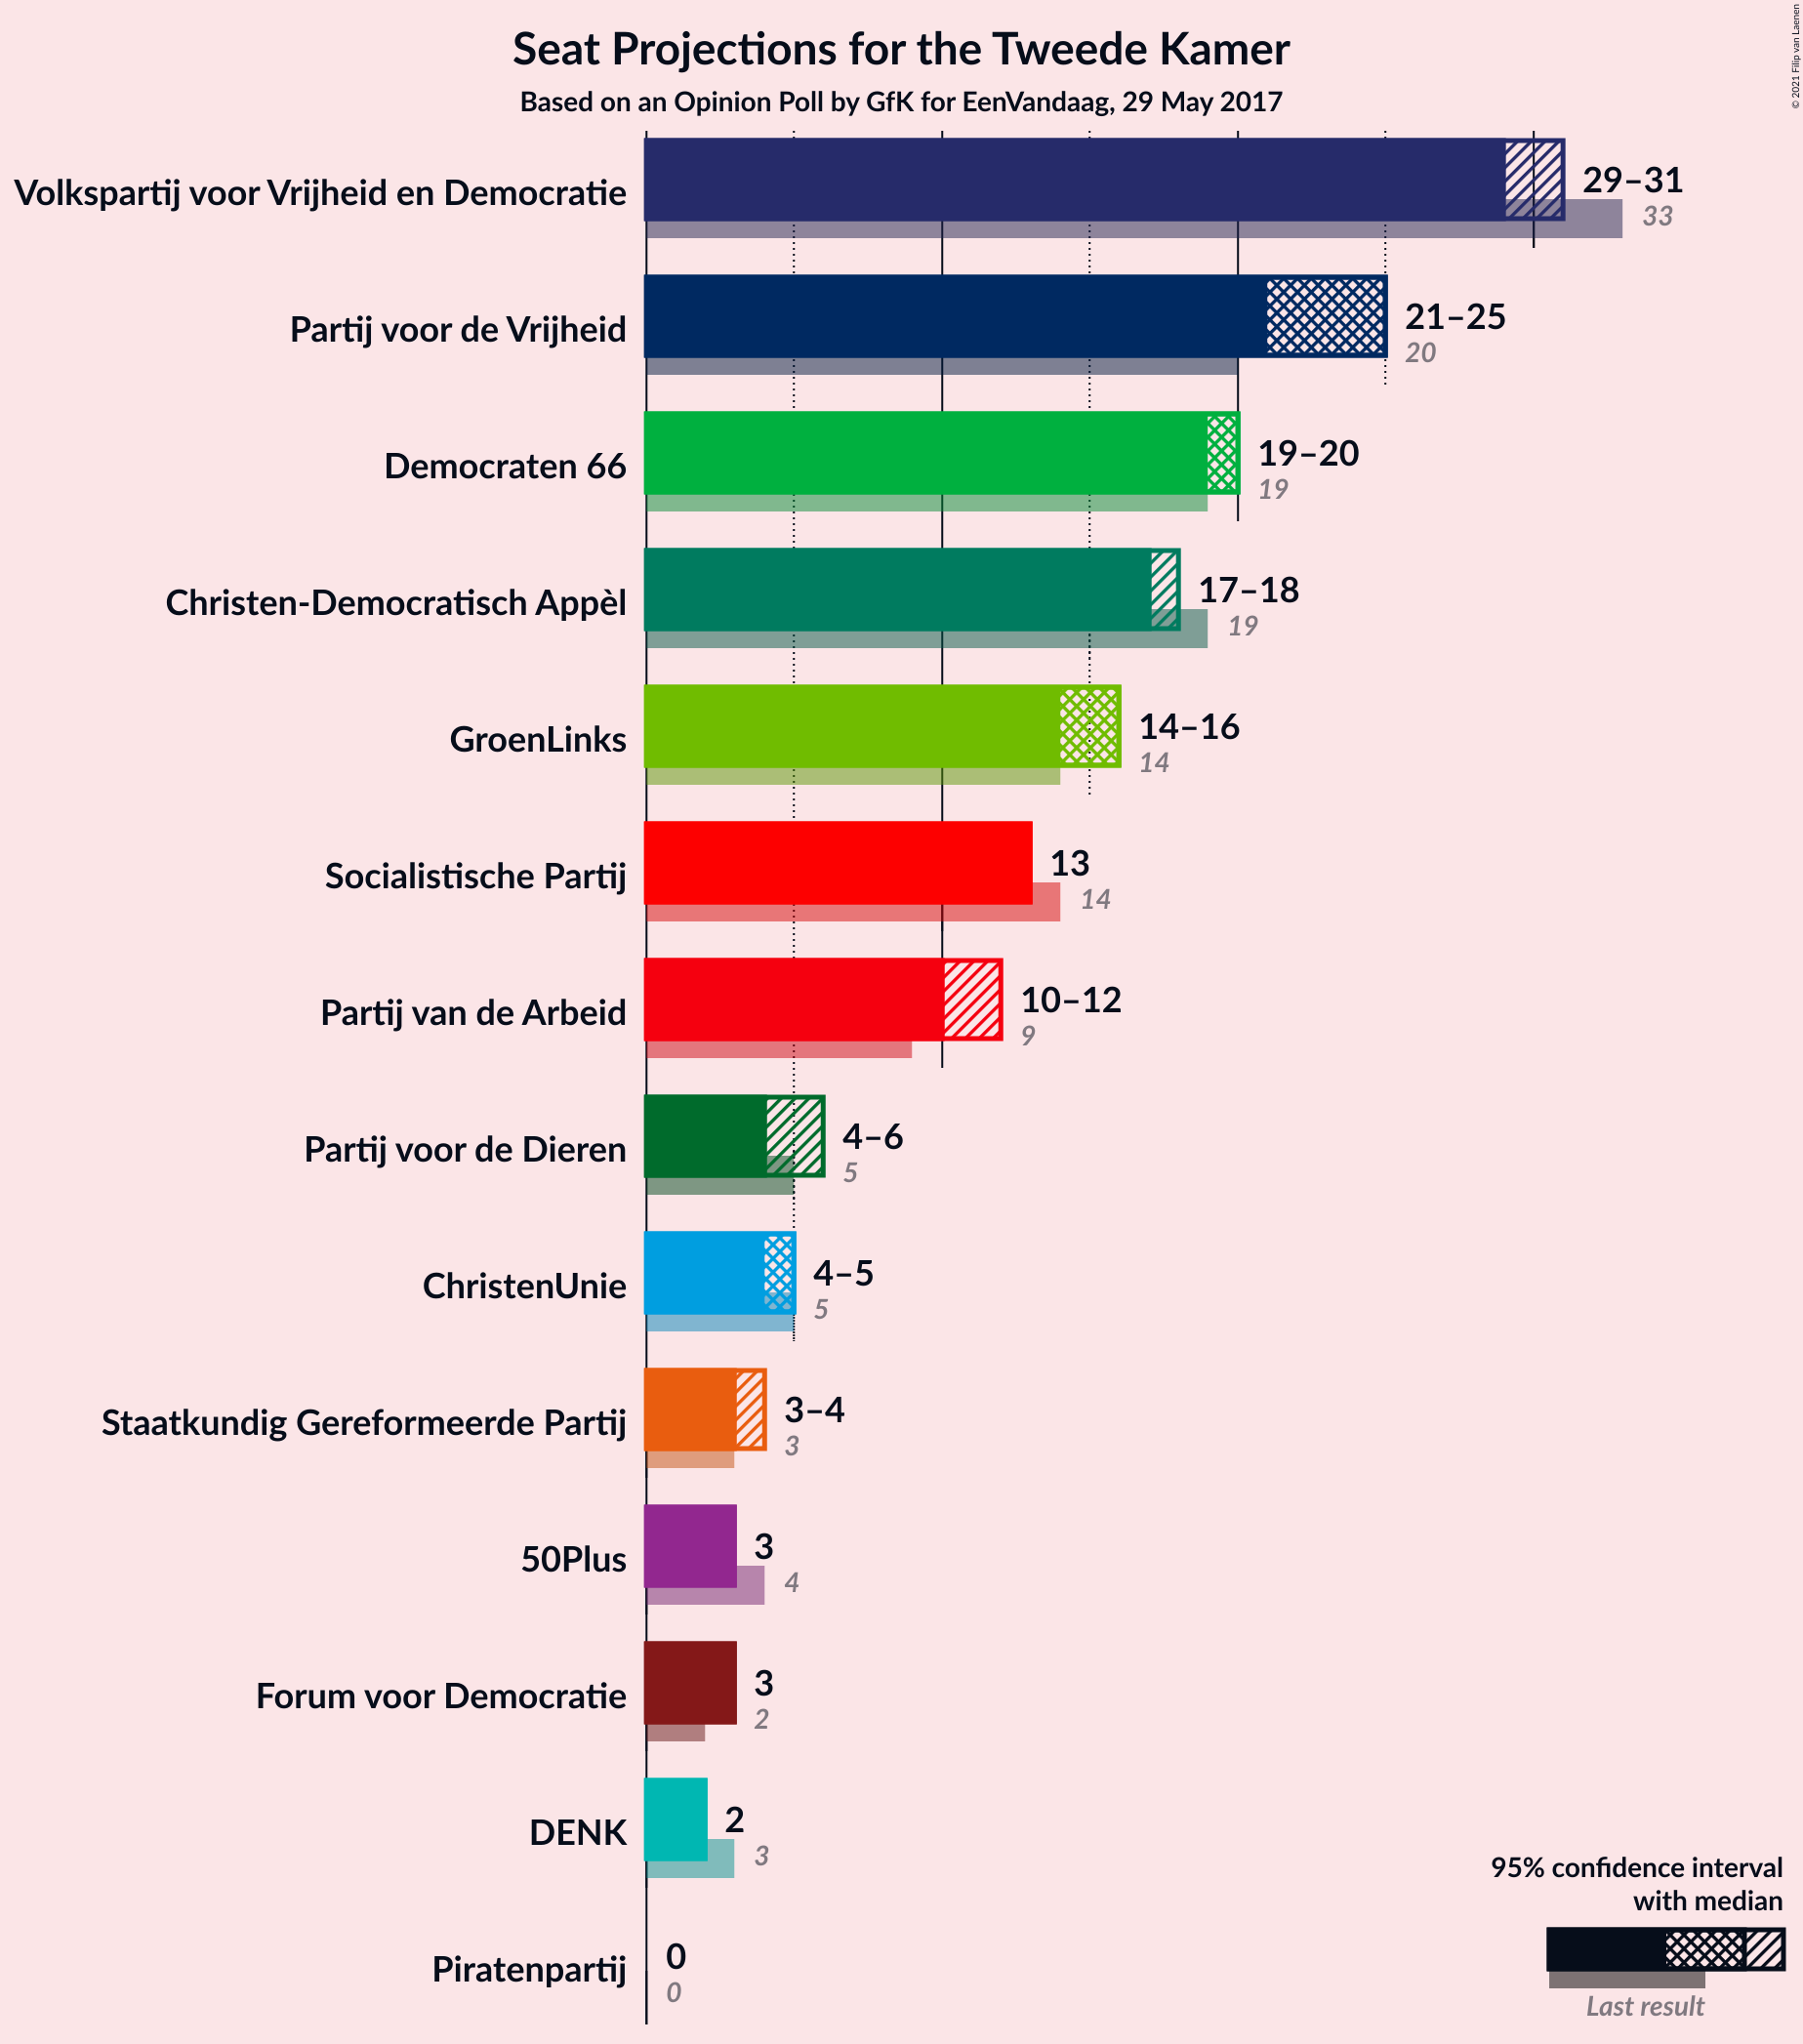 Seat Projections for the Tweede Kamer
Based on an Opinion Poll by GfK for EenVandaag, 29 May 2017
© 2021 Filip van Laenen
Volkspartij voor Vrijheid en Democratie
29–31
33
Partij voor de Vrijheid
21–25
20
Democraten 66
19–20
19
Christen-Democratisch Appèl
17–18
19
GroenLinks
14–16
14
Socialistische Partij
13
14
Partij van de Arbeid
10–12
9
Partij voor de Dieren
4–6
5
ChristenUnie
4–5
5
Staatkundig Gereformeerde Partij
3–4
3
50Plus
3
4
Forum voor Democratie
3
2
DENK
2
3
Piratenpartij
0
0
95% confidence interval
with median
Last result